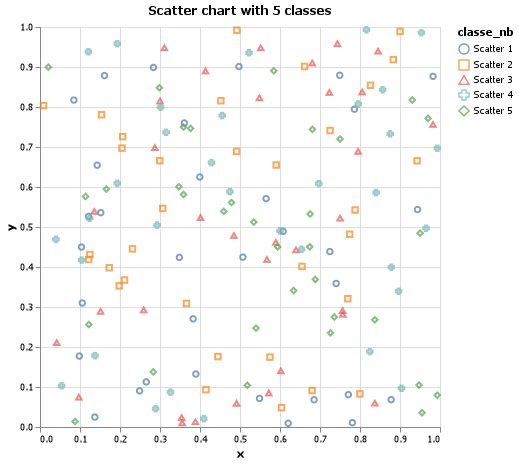 Scatter chart with 5 classes
classe_nb
Scatter 1
Scatter 2
Scatter 3
Scatter 4
Scatter 5
y
1.0
0.9
0.8
0.7
0.6
0.5
0.4
0.3
0.2
0.1
0.0
0.0 0.1 0.2 0.3 0.4 0.5 0.6 0.7 0.8 0.9 1.0
x